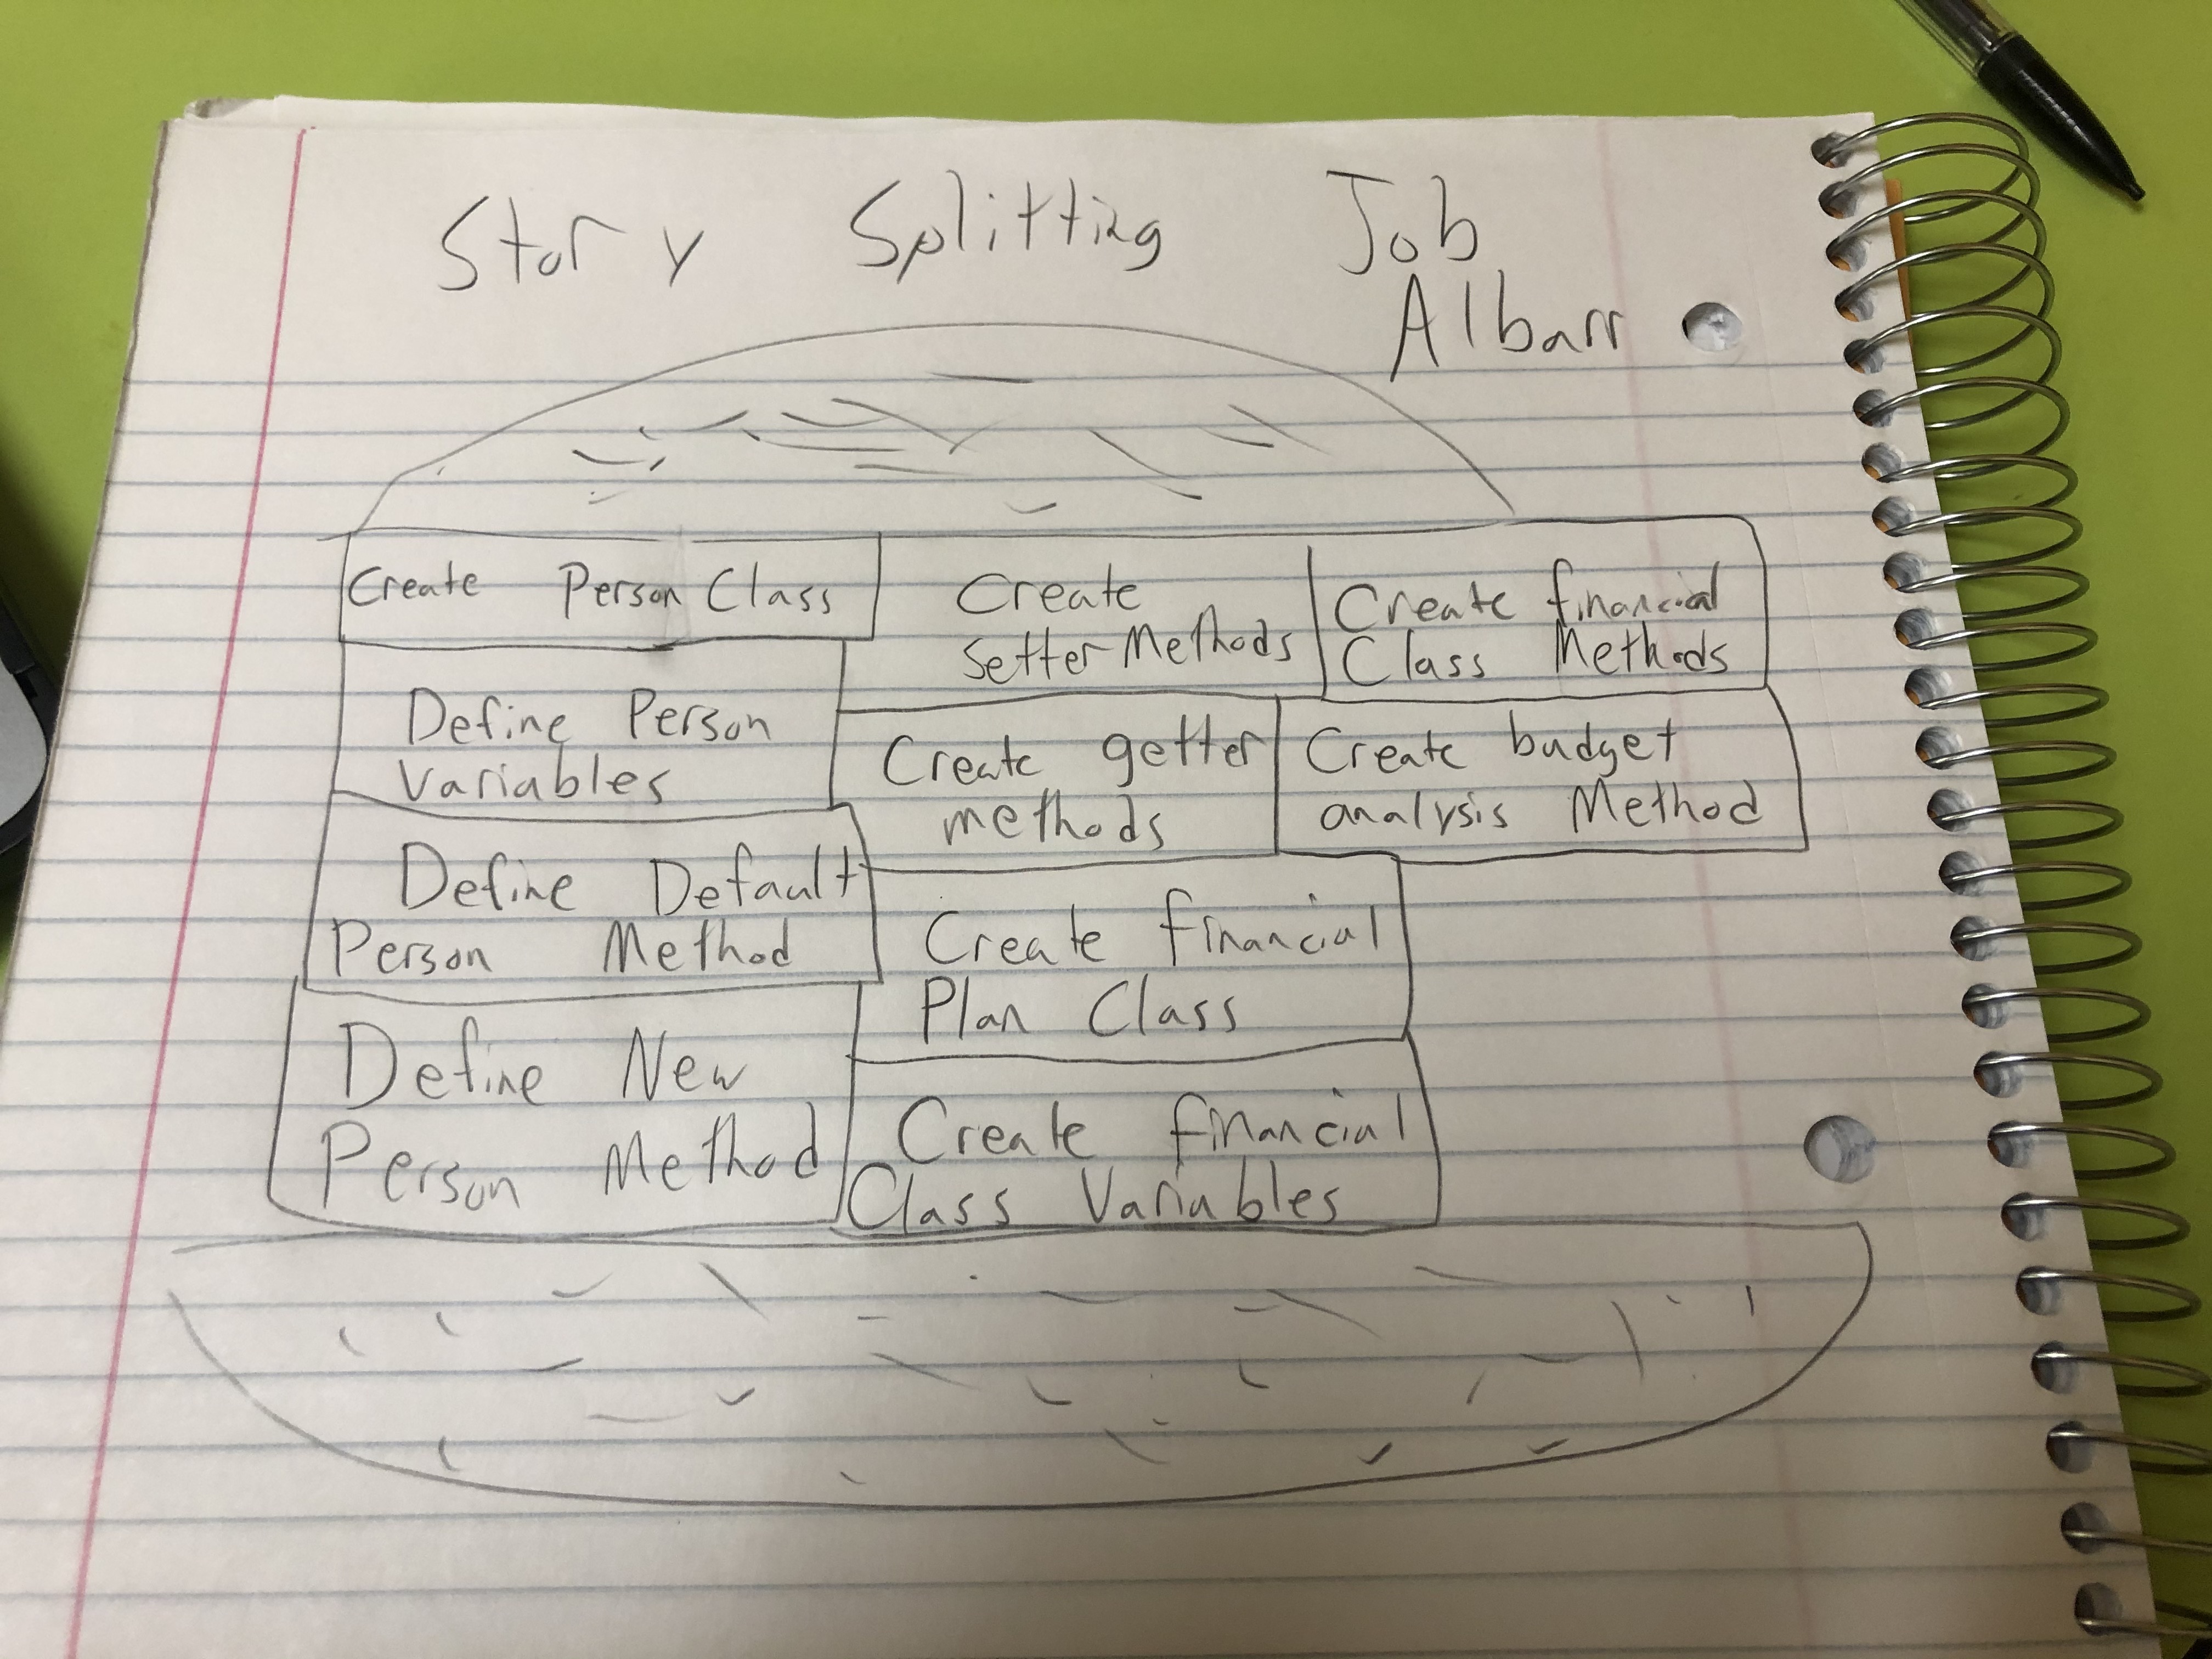 Story Splitting Job
Albarr
Create Person Class
Define Person
Variables
Define Default
Person Method
Define New
Person Method
Create
Setter Methods
Create getter
methods
Create financial
Plan Class
Create financial
Class Variables
Create financial
Class Methods
Create budget
analysis Method